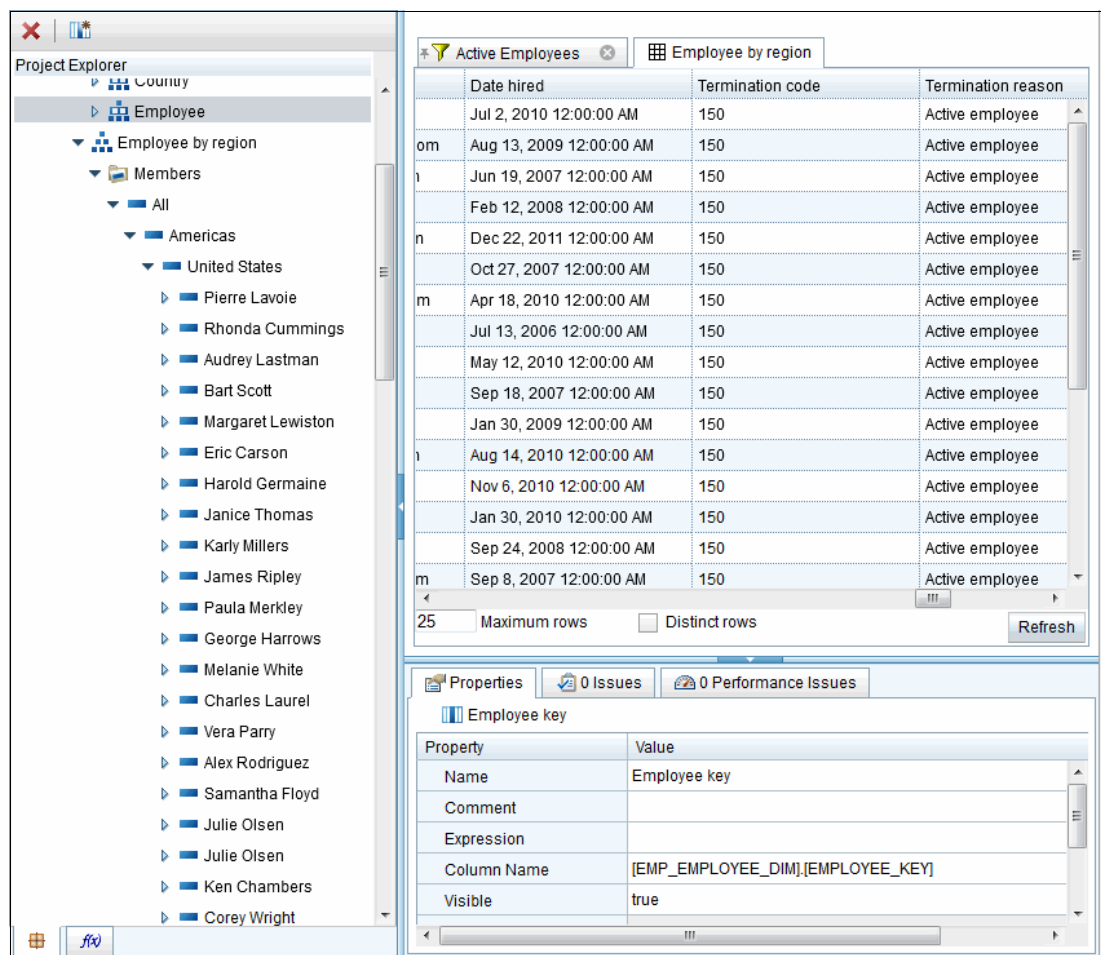 Project Explorer
Country
Employee
Employee by region
Members
All
Americas
United States
Pierre Lavoie
Rhonda Cummings
Audrey Lastman
Bart Scott
Margaret Lewiston
Eric Carson
Harold Germaine
Janice Thomas
Karly Millers
James Ripley
Paula Merkley
George Harrows
Melanie White
Charles Laurel
Vera Parry
Alex Rodriguez
Samantha Floyd
Julie Olsen
Julie Olsen
Ken Chambers
Corey Wright
f(x)
Active Employees Employee by region
Date hired Termination code Termination reason
Jul 2, 2010 12:00:00 AM 150 Active employee
om Aug 13, 2009 12:00:00 AM 150 Active employee
Jun 19, 2007 12:00:00 AM 150 Active employee
Feb 12, 2008 12:00:00 AM 150 Active employee
n Dec 22, 2011 12:00:00 AM 150 Active employee
Oct 27, 2007 12:00:00 AM 150 Active employee
m Apr 18, 2010 12:00:00 AM 150 Active employee
Jul 13, 2006 12:00:00 AM 150 Active employee
May 12, 2010 12:00:00 AM 150 Active employee
Sep 18, 2007 12:00:00 AM 150 Active employee
Jan 30, 2009 12:00:00 AM 150 Active employee
Aug 14, 2010 12:00:00 AM 150 Active employee
Nov 6, 2010 12:00:00 AM 150 Active employee
Jan 30, 2010 12:00:00 AM 150 Active employee
Sep 24, 2008 12:00:00 AM 150 Active employee
m Sep 8, 2007 12:00:00 AM 150 Active employee
25 Maximum rows Distinct rows Refresh
Properties 0 Issues 0 Performance Issues
Employee key
Property Value
Name Employee key
Comment
Expression
Column Name [EMP_EMPLOYEE_DIM].[EMPLOYEE_KEY]
Visible true